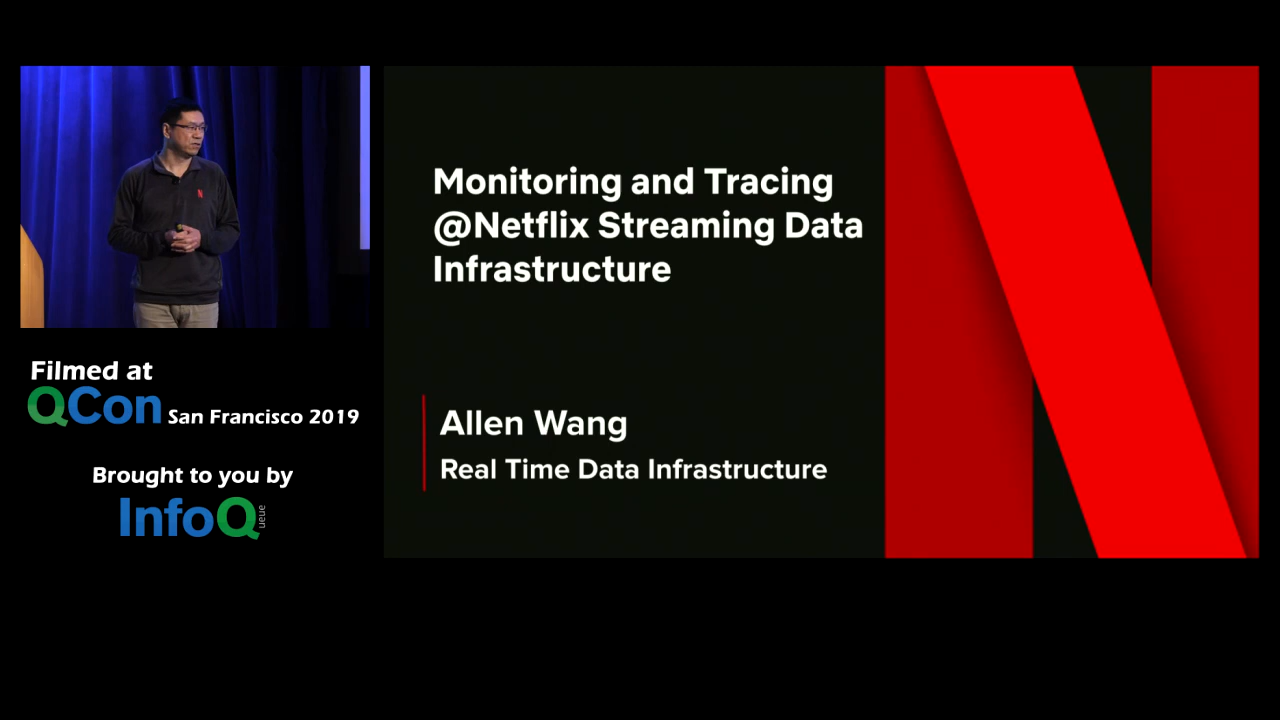 Monitoring and Tracing
@Netflix Streaming Data
Infrastructure
Allen Wang
Real Time Data Infrastructure
Filmed at
QCon San Francisco 2019
Brought to you by
InfoQ
ueue